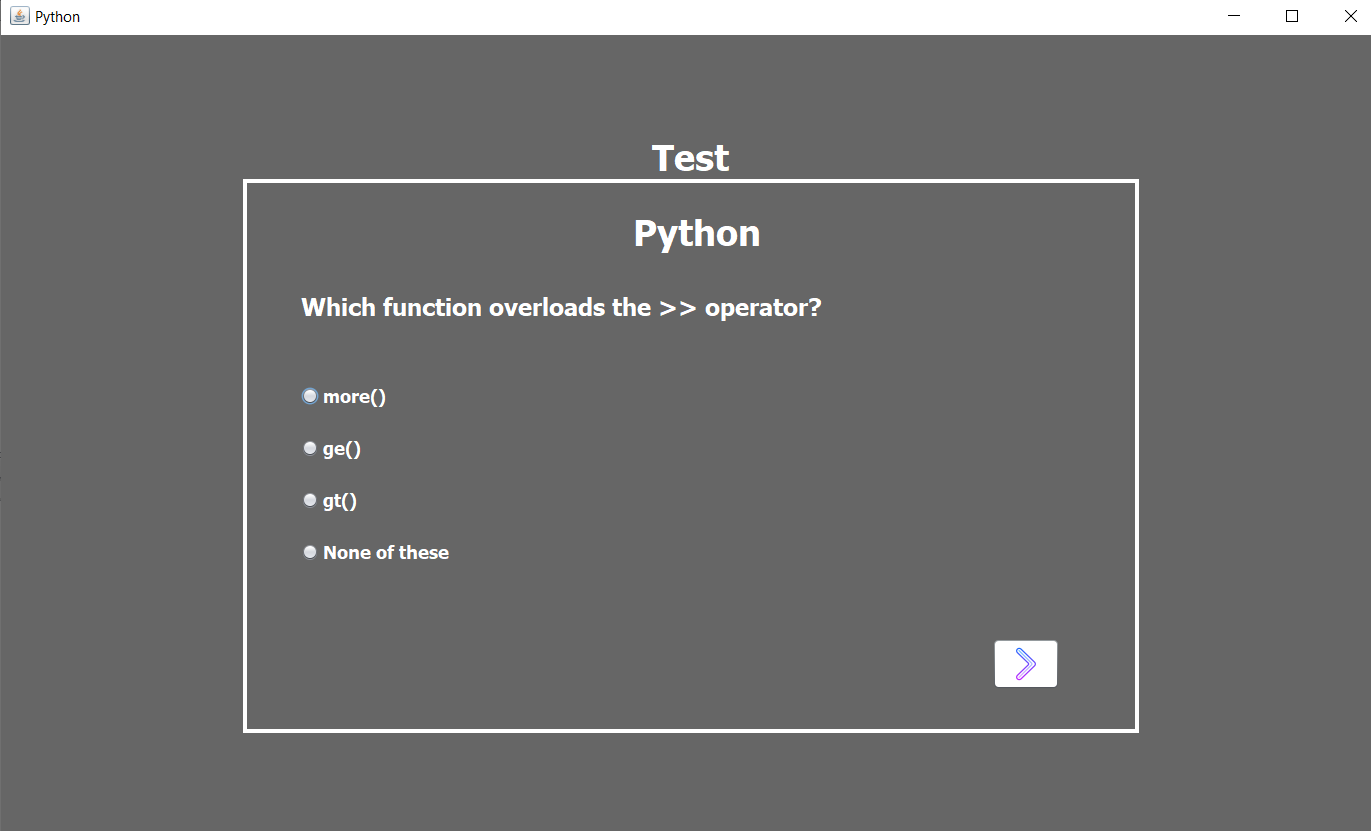 Python
Test
Python
Which function overloads the >> operator?
more()
ge()
gt()
None of these